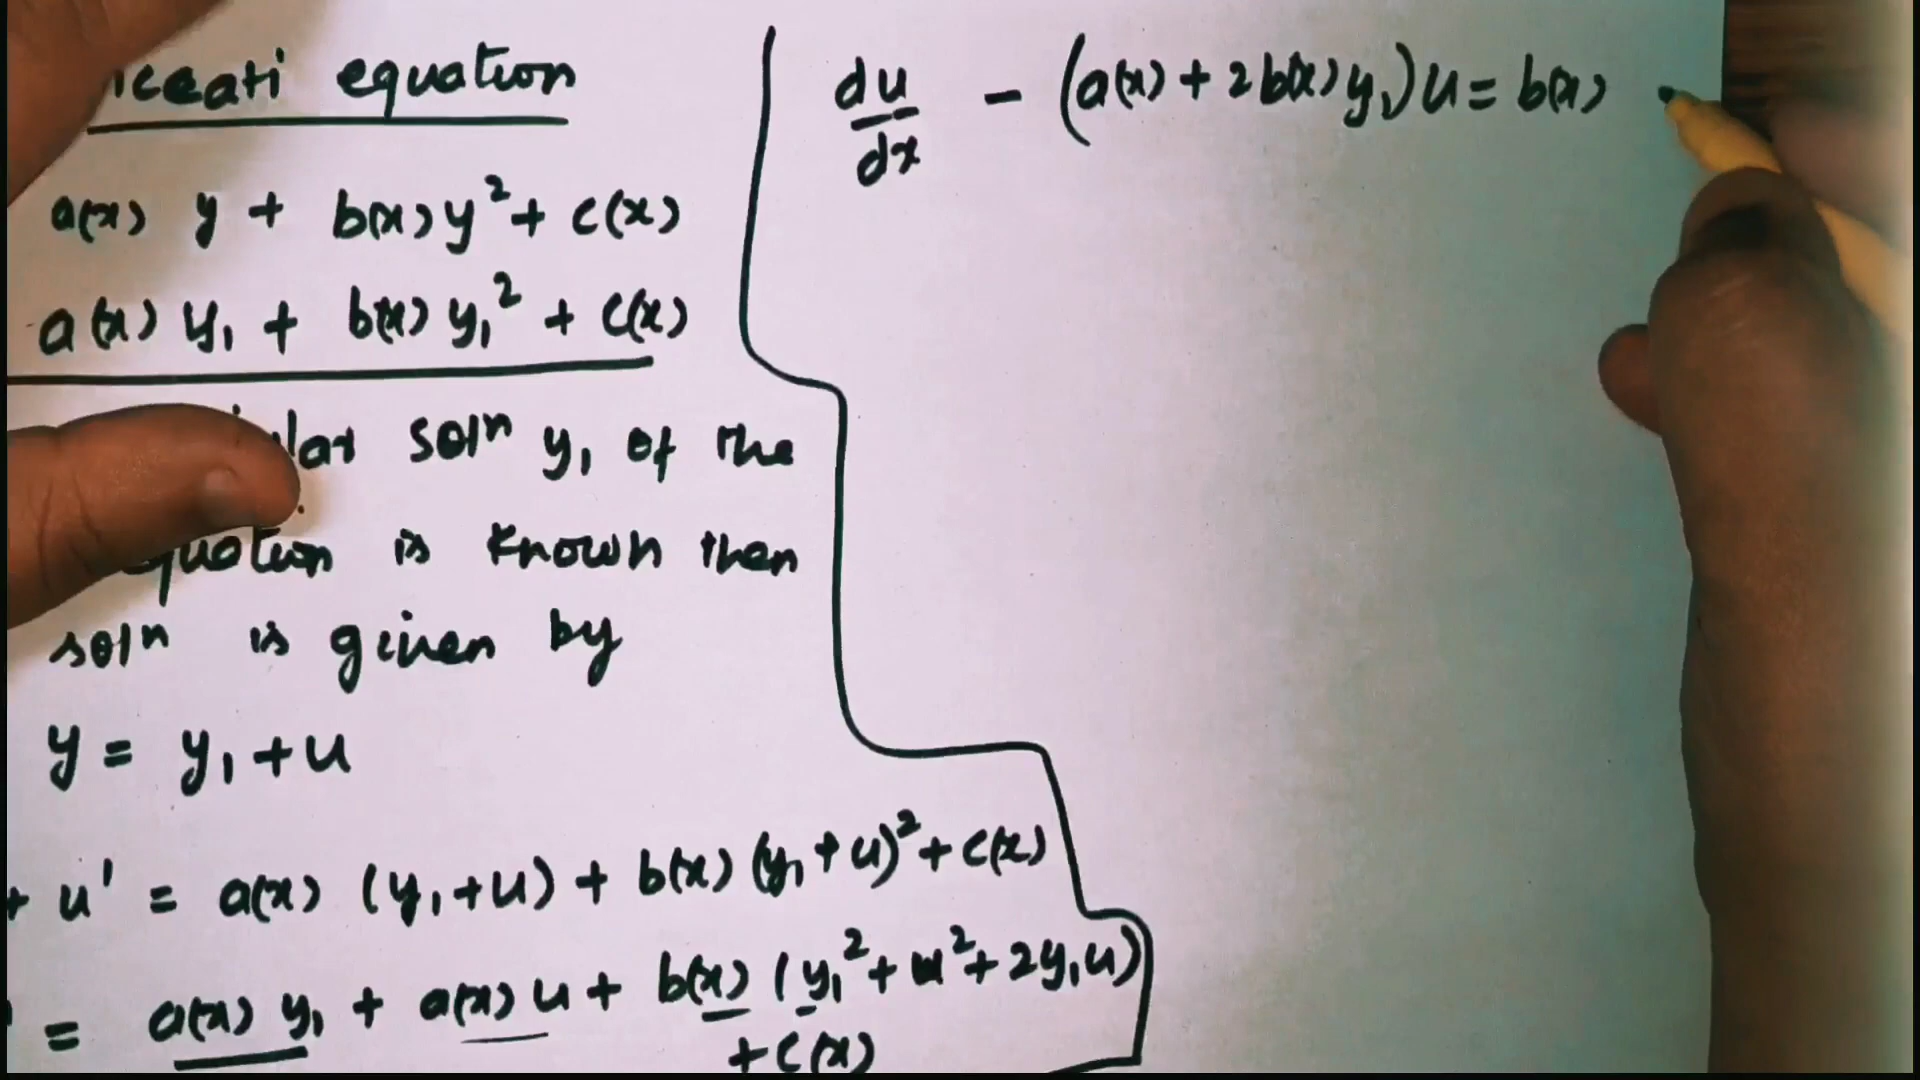 iccati equation
a(x) y + b(x) y² + c(x)
a(x) y₁ + b(x) y₁² + c(x)
lar solⁿ y₁ of the
quation is known then
solⁿ is given by
y = y₁ + u
+ u' = a(x) (y₁+u) + b(x) (y₁+u)² + c(x)
= a(x) y₁ + a(x) u + b(x) (y₁² + u² + 2y₁u)
+ c(x)
du/dx - (a(x) + 2b(x) y₁) u = b(x)